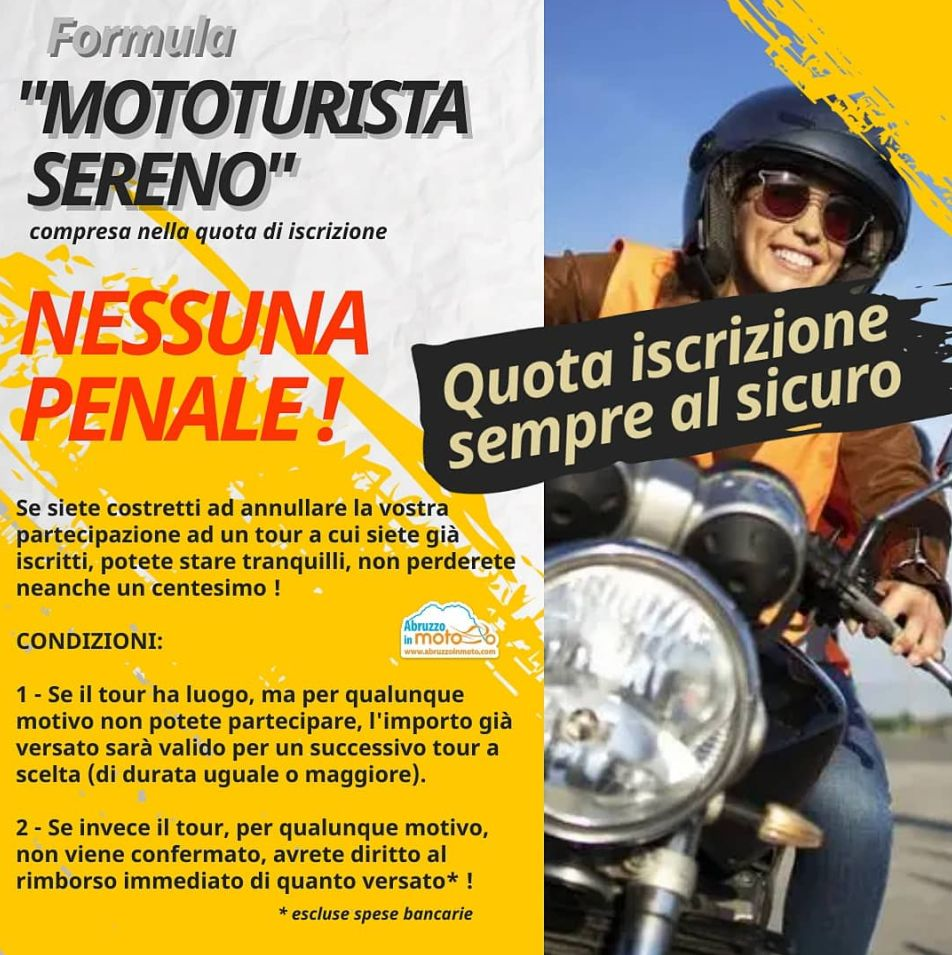 Formula
"MOTOTURISTA
SERENO"
compresa nella quota di iscrizione
NESSUNA
PENALE !
Quota iscrizione
sempre al sicuro
Se siete costretti ad annullare la vostra
partecipazione ad un tour a cui siete già
iscritti, potete stare tranquilli, non perderete
neanche un centesimo !
Abruzzo
in moto
www.abruzzoinmoto.com
CONDIZIONI:
1 - Se il tour ha luogo, ma per qualunque
motivo non potete partecipare, l'importo già
versato sarà valido per un successivo tour a
scelta (di durata uguale o maggiore).
2 - Se invece il tour, per qualunque motivo,
non viene confermato, avrete diritto al
rimborso immediato di quanto versato* !
* escluse spese bancarie